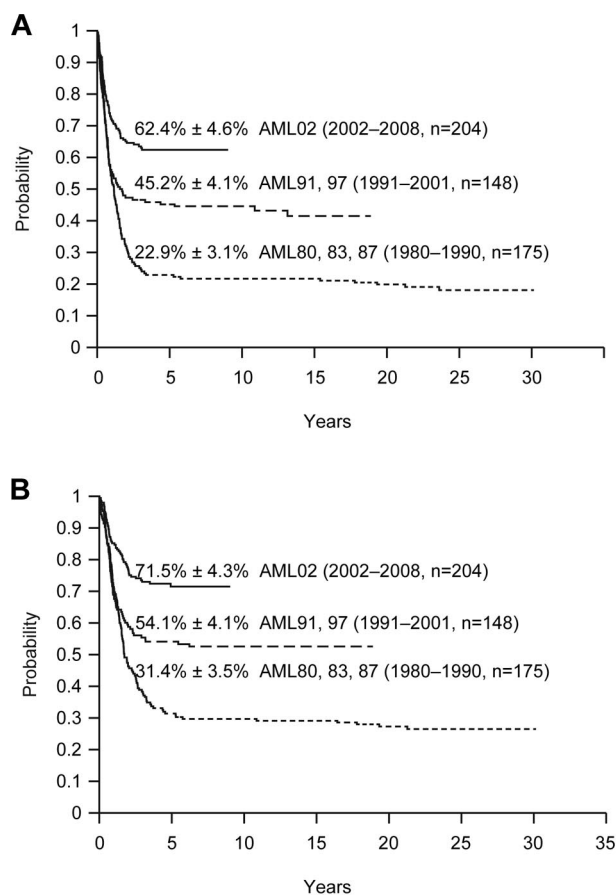 A
Probability
1
0.9
0.8
0.7
0.6
0.5
0.4
0.3
0.2
0.1
0
62.4% ± 4.6% AML02 (2002–2008, n=204)
45.2% ± 4.1% AML91, 97 (1991–2001, n=148)
22.9% ± 3.1% AML80, 83, 87 (1980–1990, n=175)
0 5 10 15 20 25 30
Years
B
Probability
1
0.9
0.8
0.7
0.6
0.5
0.4
0.3
0.2
0.1
0
71.5% ± 4.3% AML02 (2002–2008, n=204)
54.1% ± 4.1% AML91, 97 (1991–2001, n=148)
31.4% ± 3.5% AML80, 83, 87 (1980–1990, n=175)
0 5 10 15 20 25 30 35
Years